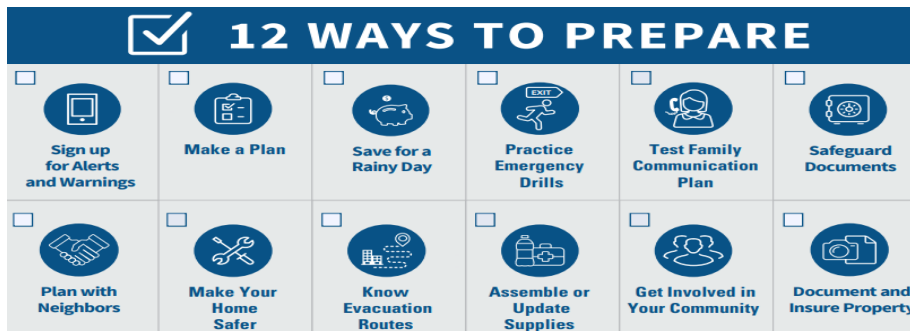 12 WAYS TO PREPARE
Sign up
for Alerts
and Warnings
Make a Plan
Save for a
Rainy Day
EXIT
Practice
Emergency
Drills
Test Family
Communication
Plan
Safeguard
Documents
Plan with
Neighbors
Make Your
Home
Safer
Know
Evacuation
Routes
Assemble or
Update
Supplies
Get Involved in
Your Community
Document and
Insure Property